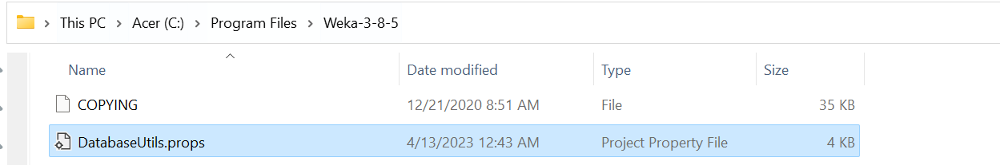 This PC > Acer (C:) > Program Files > Weka-3-8-5
Name Date modified Type Size
COPYING 12/21/2020 8:51 AM File 35 KB
DatabaseUtils.props 4/13/2023 12:43 AM Project Property File 4 KB